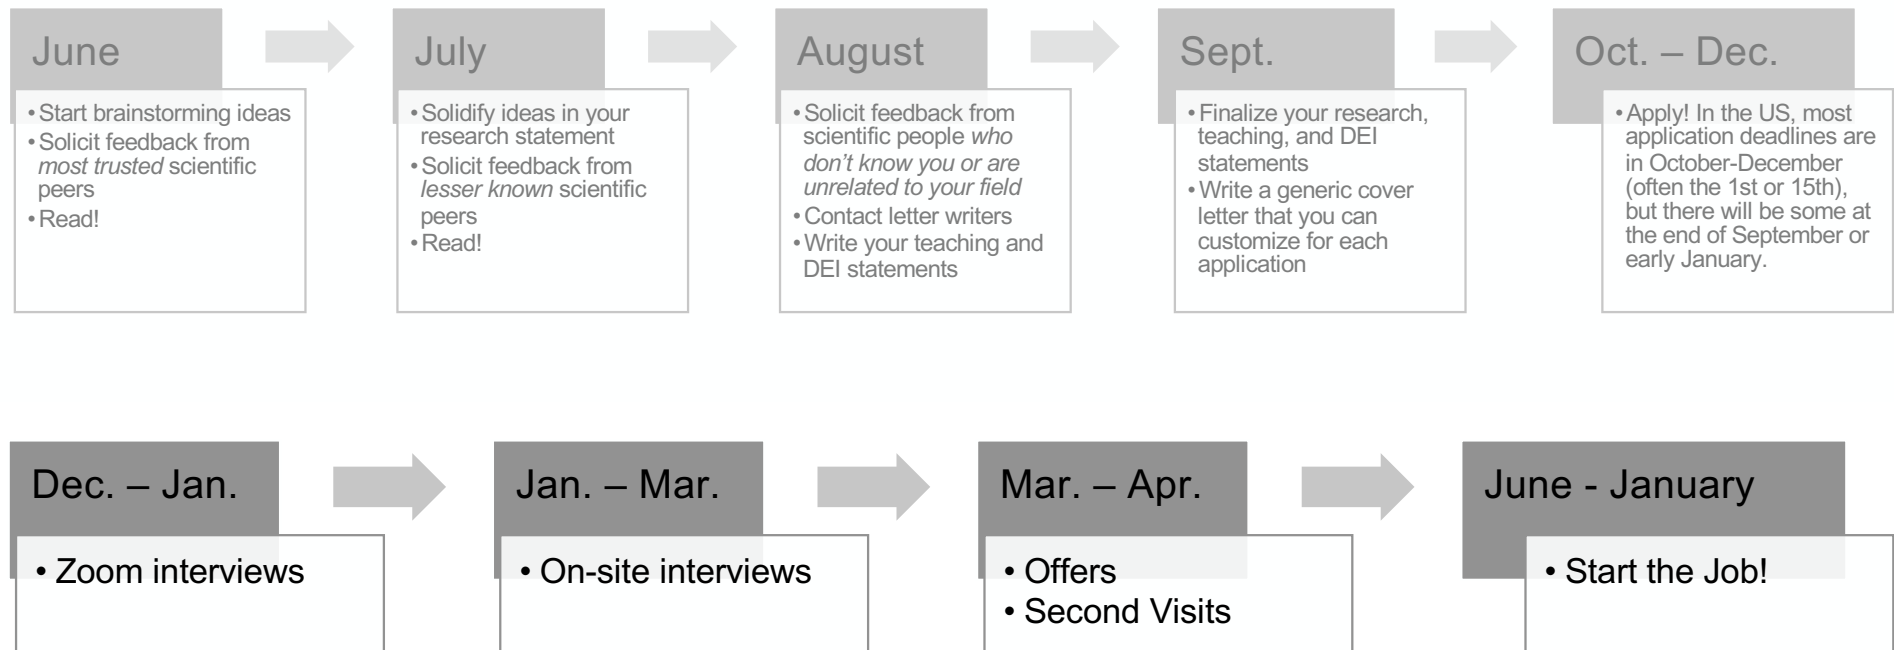 June
• Start brainstorming ideas
• Solicit feedback from
most trusted scientific
peers
• Read!
July
• Solidify ideas in your
research statement
• Solicit feedback from
lesser known scientific
peers
• Read!
August
• Solicit feedback from
scientific people who
don't know you or are
unrelated to your field
• Contact letter writers
• Write your teaching and
DEI statements
Sept.
• Finalize your research,
teaching, and DEI
statements
• Write a generic cover
letter that you can
customize for each
application
Oct. – Dec.
• Apply! In the US, most
application deadlines are
in October-December
(often the 1st or 15th),
but there will be some at
the end of September or
early January.
Dec. – Jan.
• Zoom interviews
Jan. – Mar.
• On-site interviews
Mar. – Apr.
• Offers
• Second Visits
June - January
• Start the Job!